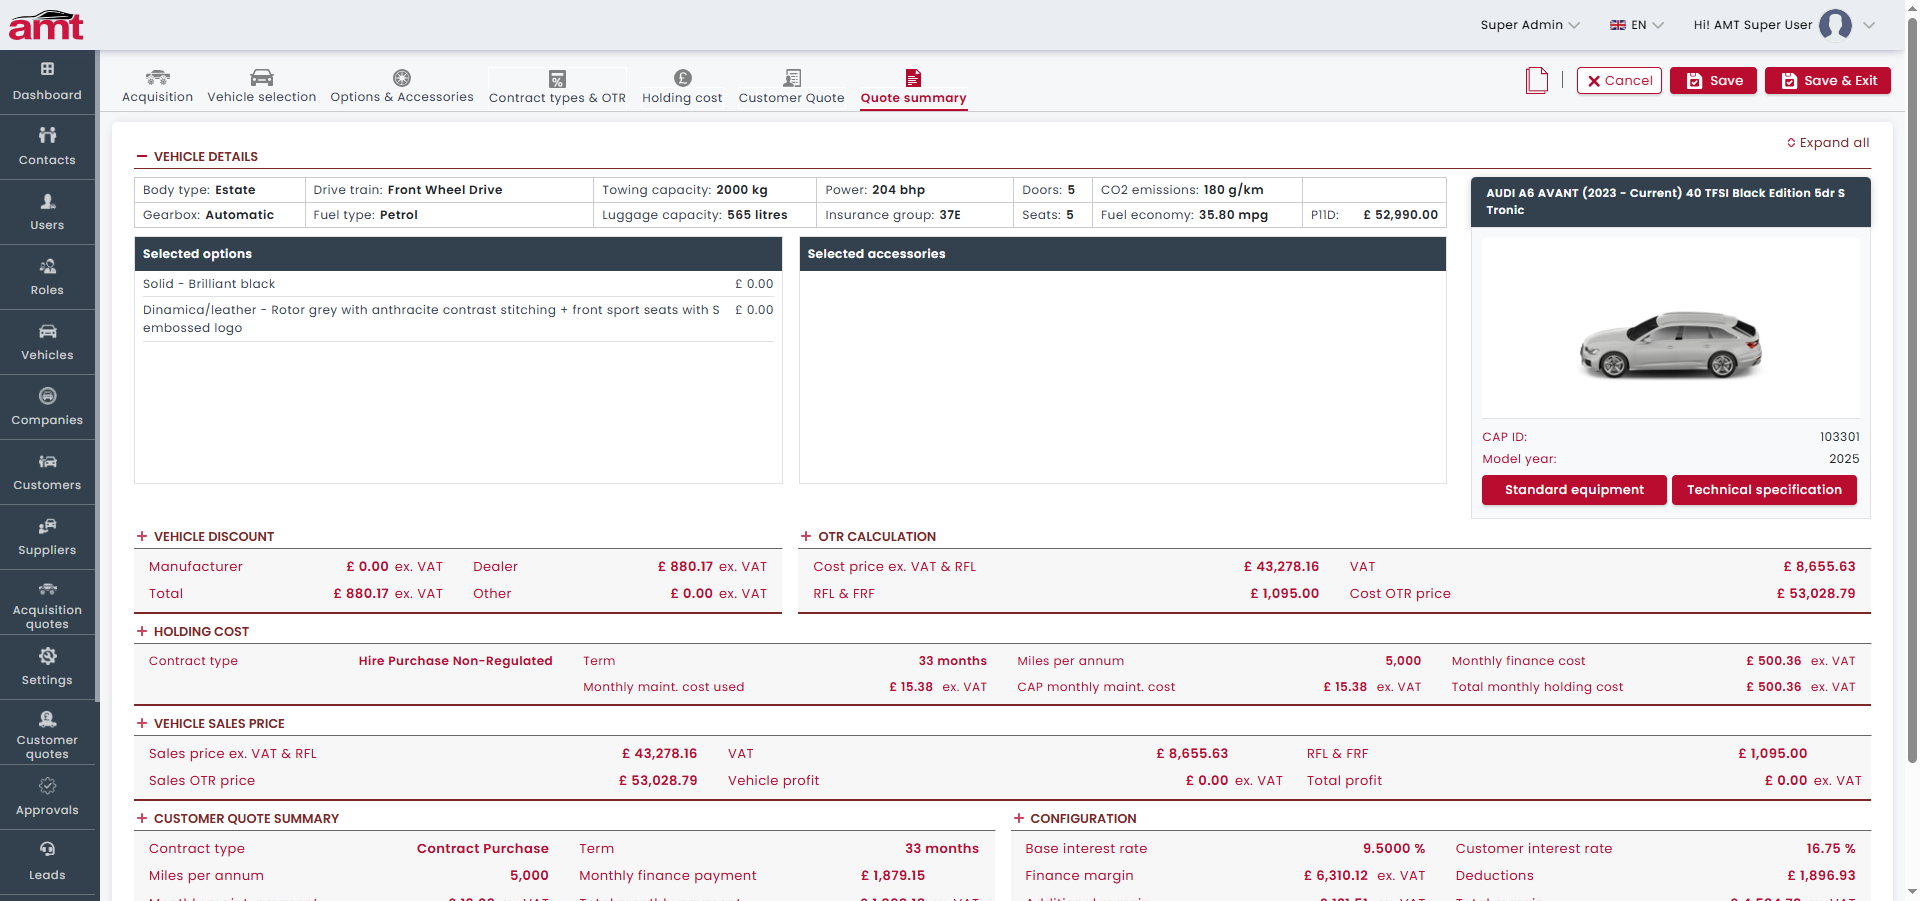 amt
Super Admin
EN
Hi! AMT Super User
Dashboard
Contacts
Users
Roles
Vehicles
Companies
Customers
Suppliers
Acquisition
quotes
Settings
Customer
quotes
Approvals
Leads
Acquisition
Vehicle selection
Options & Accessories
Contract types & OTR
Holding cost
Customer Quote
Quote summary
Cancel
Save
Save & Exit
Expand all
VEHICLE DETAILS
Body type: Estate
Drive train: Front Wheel Drive
Towing capacity: 2000 kg
Power: 204 bhp
Doors: 5
CO2 emissions: 180 g/km
Gearbox: Automatic
Fuel type: Petrol
Luggage capacity: 565 litres
Insurance group: 37E
Seats: 5
Fuel economy: 35.80 mpg
P11D: £ 52,990.00
Selected options
Solid - Brilliant black £ 0.00
Dinamica/leather - Rotor grey with anthracite contrast stitching + front sport seats with S £ 0.00
embossed logo
Selected accessories
AUDI A6 AVANT (2023 - Current) 40 TFSI Black Edition 5dr S
Tronic
CAP ID: 103301
Model year: 2025
Standard equipment
Technical specification
VEHICLE DISCOUNT
Manufacturer £ 0.00 ex. VAT Dealer £ 880.17 ex. VAT
Total £ 880.17 ex. VAT Other £ 0.00 ex. VAT
OTR CALCULATION
Cost price ex. VAT & RFL £ 43,278.16 VAT £ 8,655.63
RFL & FRF £ 1,095.00 Cost OTR price £ 53,028.79
HOLDING COST
Contract type Hire Purchase Non-Regulated Term 33 months Miles per annum 5,000 Monthly finance cost £ 500.36 ex. VAT
Monthly maint. cost used £ 15.38 ex. VAT CAP monthly maint. cost £ 15.38 ex. VAT Total monthly holding cost £ 500.36 ex. VAT
VEHICLE SALES PRICE
Sales price ex. VAT & RFL £ 43,278.16 VAT £ 8,655.63 RFL & FRF £ 1,095.00
Sales OTR price £ 53,028.79 Vehicle profit £ 0.00 ex. VAT Total profit £ 0.00 ex. VAT
CUSTOMER QUOTE SUMMARY
Contract type Contract Purchase Term 33 months
Miles per annum 5,000 Monthly finance payment £ 1,879.15
CONFIGURATION
Base interest rate 9.5000 % Customer interest rate 16.75 %
Finance margin £ 6,310.12 ex. VAT Deductions £ 1,896.93